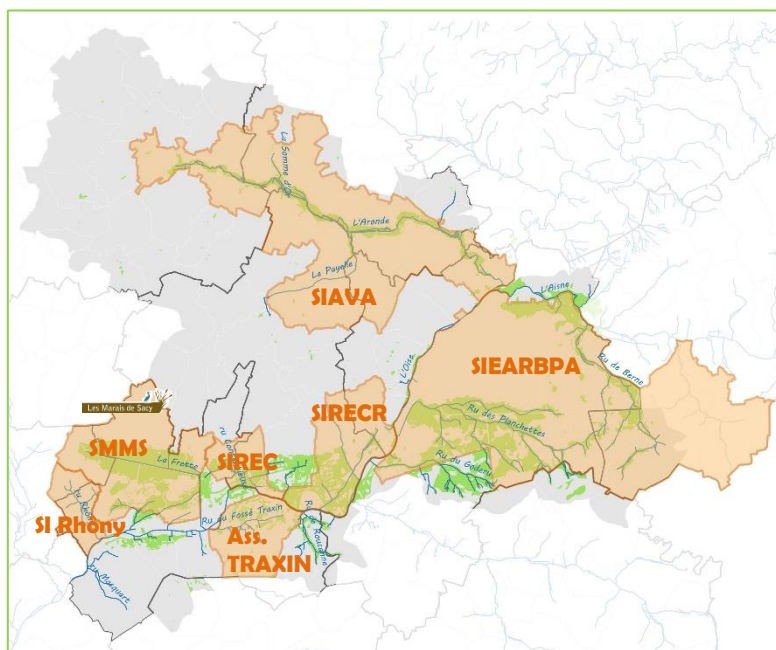 La Somme d'Or
L'Aronde
La Payelle
SIAVA
L'Aisne
L'Oise
SIEARBPA
Ru de Berne
Les Marais de Sacy
SIRECR
Ru des Planchettes
SMMS
La Frette
SIREC
Ru du Goderu
SI Rhôny
Ru du Fossé Traxin
Ass.
TRAXIN